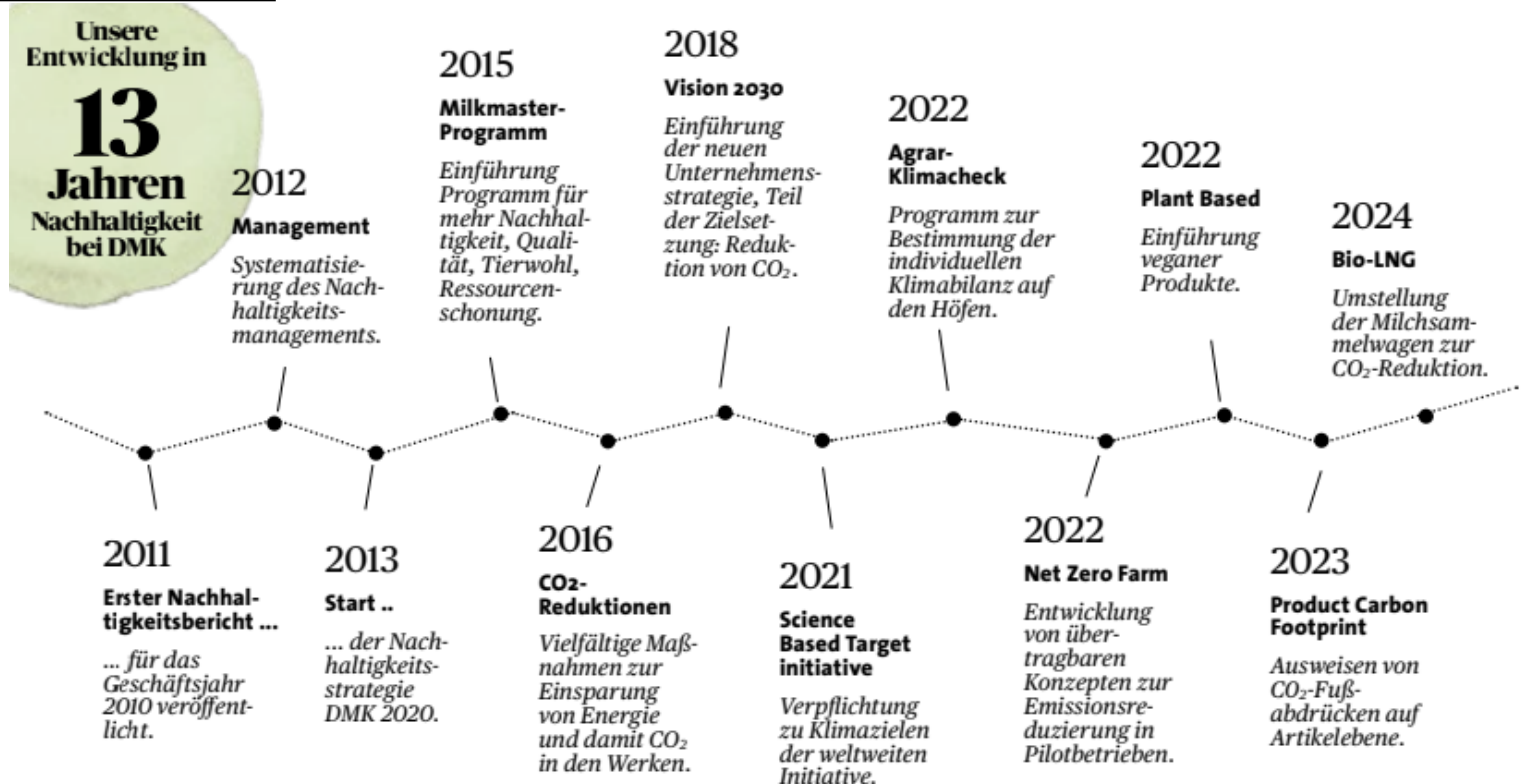 Unsere
Entwicklung in
13
Jahren
Nachhaltigkeit
bei DMK
2011
Erster Nachhal-
tigkeitsbericht ...
... für das
Geschäftsjahr
2010 veröffent-
licht.
2012
Management
Systematisie-
rung des Nach-
haltigkeits-
managements.
2013
Start ..
... der Nach-
haltigkeits-
strategie
DMK 2020.
2015
Milkmaster-
Programm
Einführung
Programm für
mehr Nachhal-
tigkeit, Quali-
tät, Tierwohl,
Ressourcen-
schonung.
2016
CO2-
Reduktionen
Vielfältige Maß-
nahmen zur
Einsparung
von Energie
und damit CO₂
in den Werken.
2018
Vision 2030
Einführung
der neuen
Unternehmens-
strategie, Teil
der Zielset-
zung: Reduk-
tion von CO₂.
2021
Science
Based Target
initiative
Verpflichtung
zu Klimazielen
der weltweiten
Initiative.
2022
Agrar-
Klimacheck
Programm zur
Bestimmung der
individuellen
Klimabilanz auf
den Höfen.
2022
Net Zero Farm
Entwicklung
von über-
tragbaren
Konzepten zur
Emissionsre-
duzierung in
Pilotbetrieben.
2022
Plant Based
Einführung
veganer
Produkte.
2023
Product Carbon
Footprint
Ausweisen von
CO₂-Fuß-
abdrücken auf
Artikelebene.
2024
Bio-LNG
Umstellung
der Milchsam-
melwagen zur
CO₂-Reduktion.